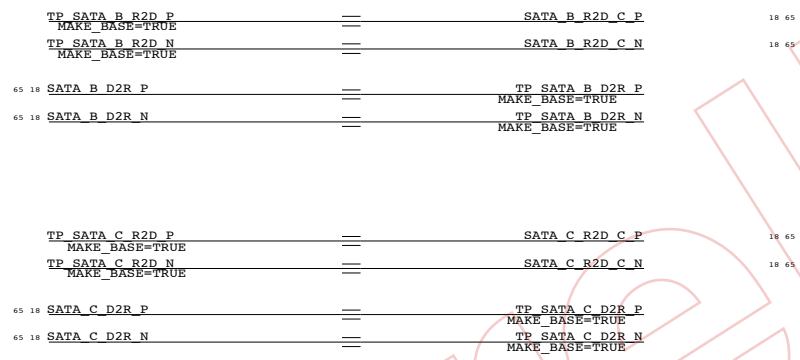 TP_SATA_B_R2D_P SATA_B_R2D_C_P 18 65
MAKE_BASE=TRUE
TP_SATA_B_R2D_N SATA_B_R2D_C_N 18 65
MAKE_BASE=TRUE
65 18 SATA_B_D2R_P TP_SATA_B_D2R_P
MAKE_BASE=TRUE
65 18 SATA_B_D2R_N TP_SATA_B_D2R_N
MAKE_BASE=TRUE
TP_SATA_C_R2D_P SATA_C_R2D_C_P 18 65
MAKE_BASE=TRUE
TP_SATA_C_R2D_N SATA_C_R2D_C_N 18 65
MAKE_BASE=TRUE
65 18 SATA_C_D2R_P TP_SATA_C_D2R_P
MAKE_BASE=TRUE
65 18 SATA_C_D2R_N TP_SATA_C_D2R_N
MAKE_BASE=TRUE